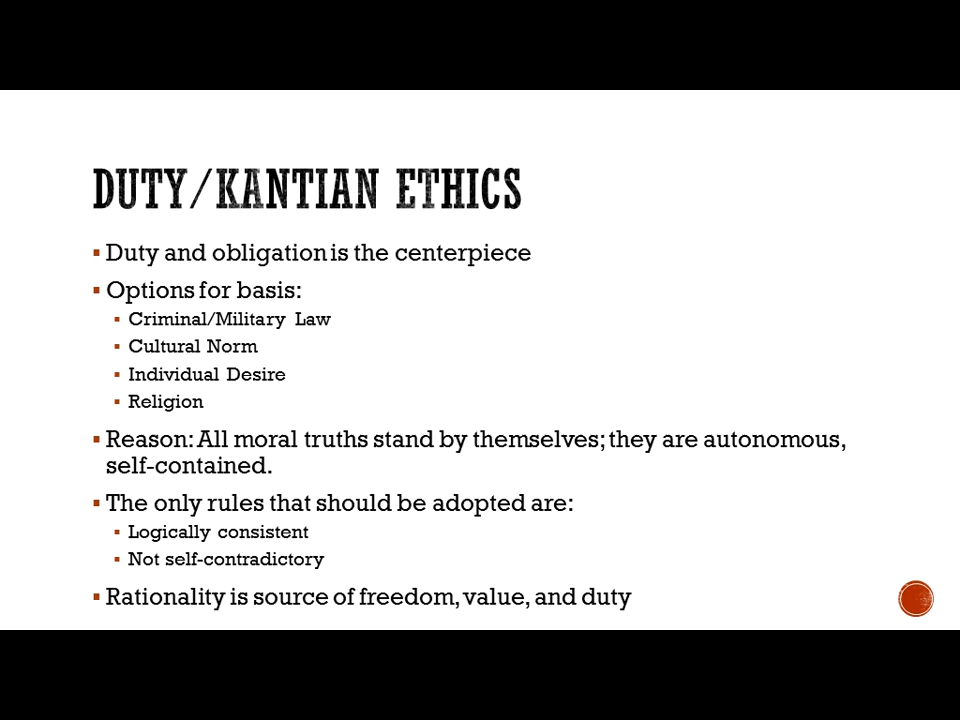 DUTY/KANTIAN ETHICS
▪ Duty and obligation is the centerpiece
▪ Options for basis:
▪ Criminal/Military Law
▪ Cultural Norm
▪ Individual Desire
▪ Religion
▪ Reason: All moral truths stand by themselves; they are autonomous,
self-contained.
▪ The only rules that should be adopted are:
▪ Logically consistent
▪ Not self-contradictory
▪ Rationality is source of freedom, value, and duty